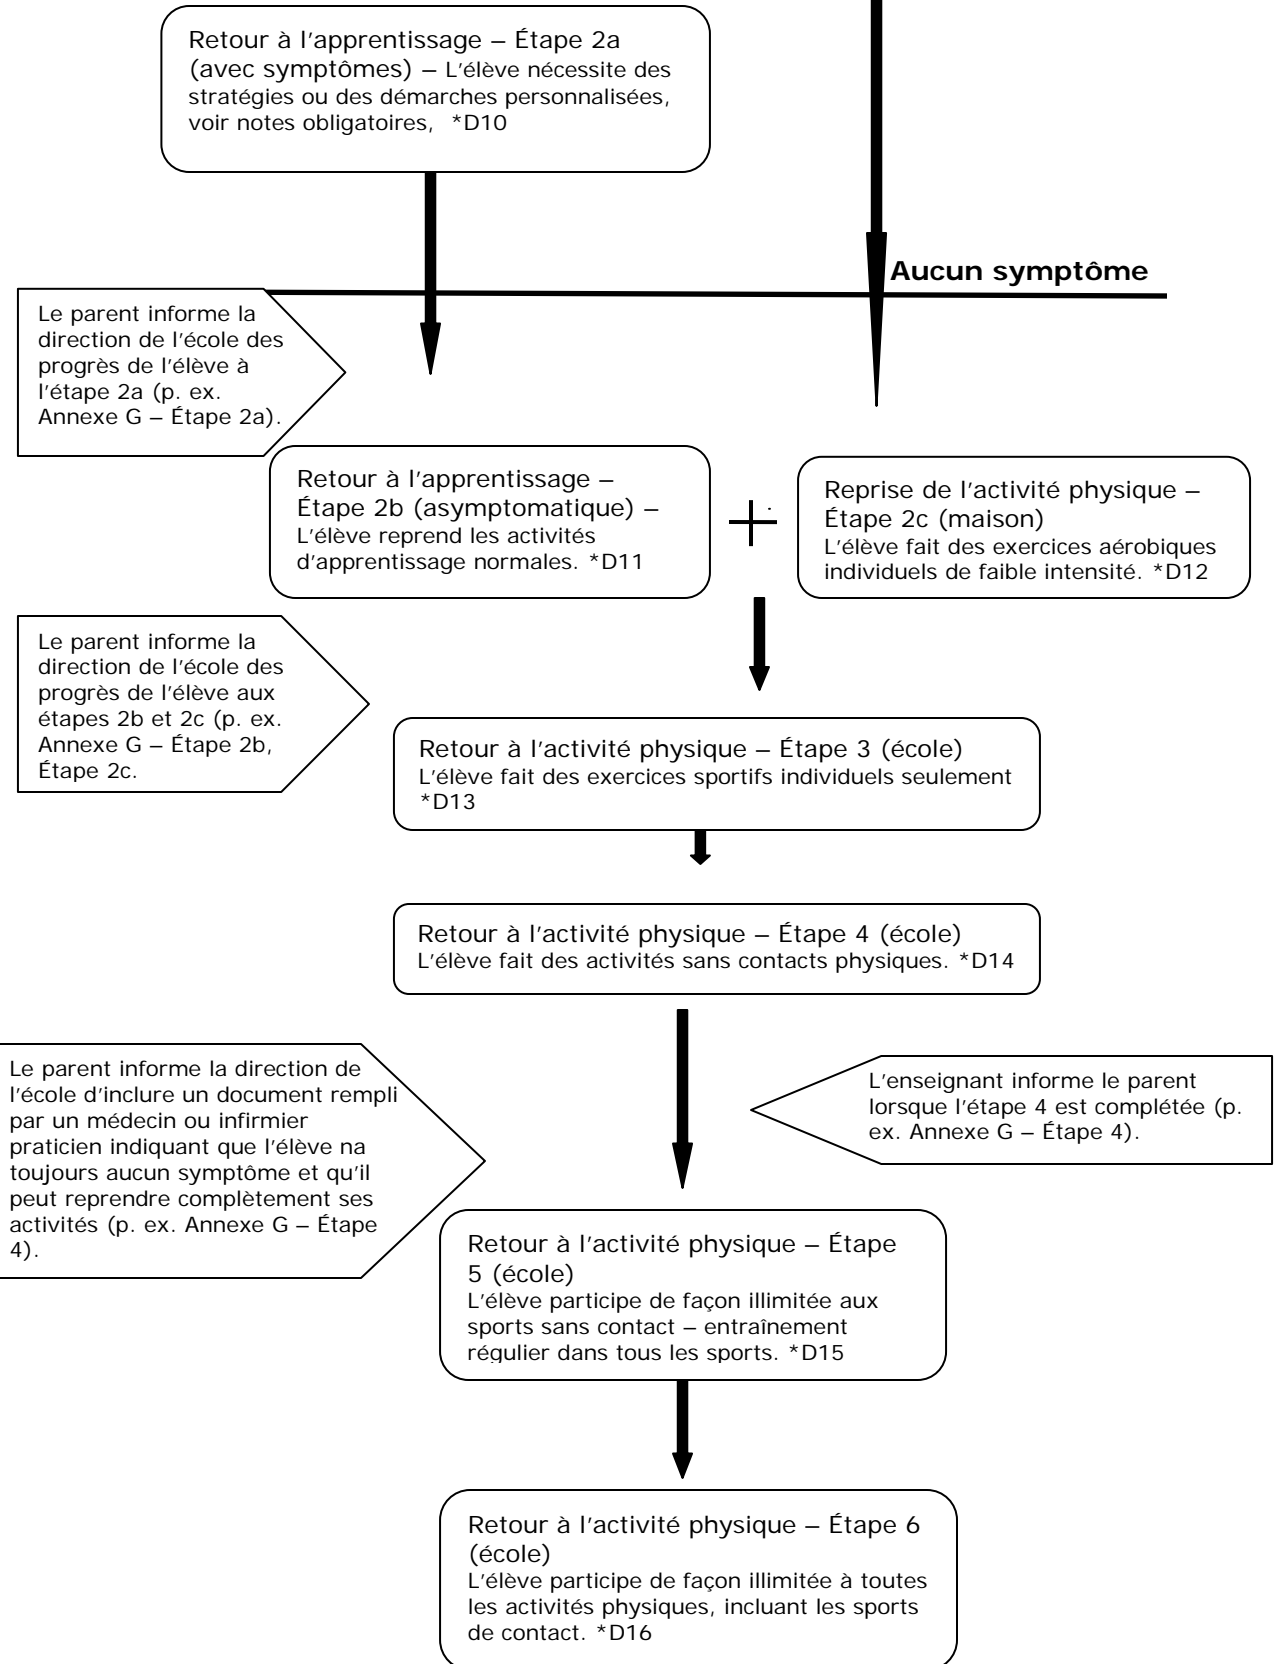 Retour à l'apprentissage – Étape 2a
(avec symptômes) – L'élève nécessite des
stratégies ou des démarches personnalisées,
voir notes obligatoires, *D10
Aucun symptôme
Le parent informe la
direction de l'école des
progrès de l'élève à
l'étape 2a (p. ex.
Annexe G – Étape 2a).
Retour à l'apprentissage –
Étape 2b (asymptomatique) –
L'élève reprend les activités
d'apprentissage normales. *D11
Reprise de l'activité physique –
Étape 2c (maison)
L'élève fait des exercices aérobiques
individuels de faible intensité. *D12
Le parent informe la
direction de l'école des
progrès de l'élève aux
étapes 2b et 2c (p. ex.
Annexe G – Étape 2b,
Étape 2c.
Retour à l'activité physique – Étape 3 (école)
L'élève fait des exercices sportifs individuels seulement
*D13
Retour à l'activité physique – Étape 4 (école)
L'élève fait des activités sans contacts physiques. *D14
Le parent informe la direction de
l'école d'inclure un document rempli
par un médecin ou infirmier
praticien indiquant que l'élève na
toujours aucun symptôme et qu'il
peut reprendre complètement ses
activités (p. ex. Annexe G – Étape
4).
L'enseignant informe le parent
lorsque l'étape 4 est complétée (p.
ex. Annexe G – Étape 4).
Retour à l'activité physique – Étape
5 (école)
L'élève participe de façon illimitée aux
sports sans contact – entraînement
régulier dans tous les sports. *D15
Retour à l'activité physique – Étape 6
(école)
L'élève participe de façon illimitée à toutes
les activités physiques, incluant les sports
de contact. *D16